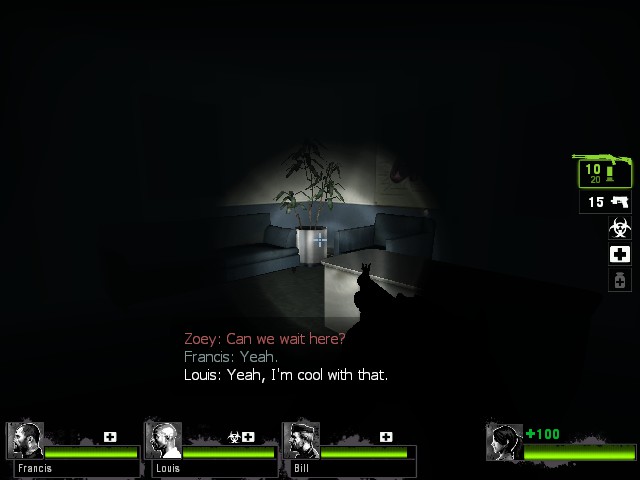 10
20
15
Zoey: Can we wait here?
Francis: Yeah.
Louis: Yeah, I'm cool with that.
+100
Francis
Louis
Bill